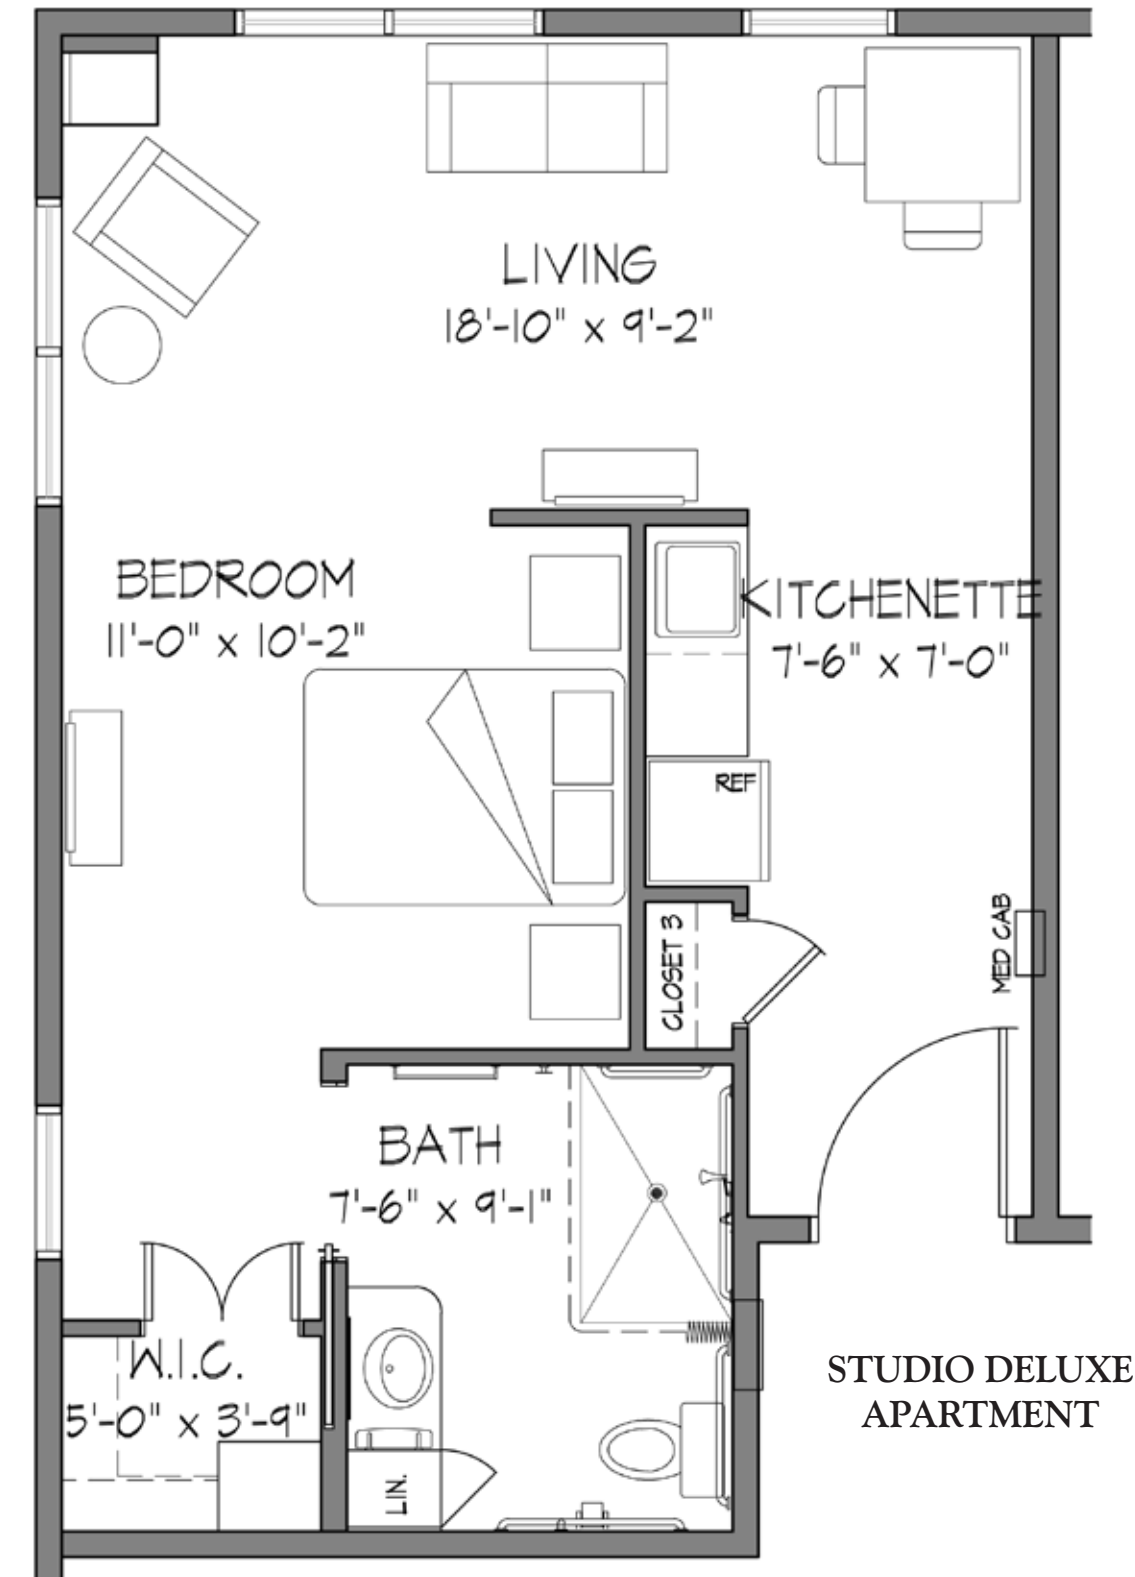 LIVING
18'-10" x 9'-2"
BEDROOM
11'-0" x 10'-2"
KITCHENETTE
7'-6" x 7'-0"
REF
CLOSET 3
MED CAB
BATH
7'-6" x 9'-1"
W.I.C.
5'-0" x 3'-9"
LIN.
STUDIO DELUXE
APARTMENT